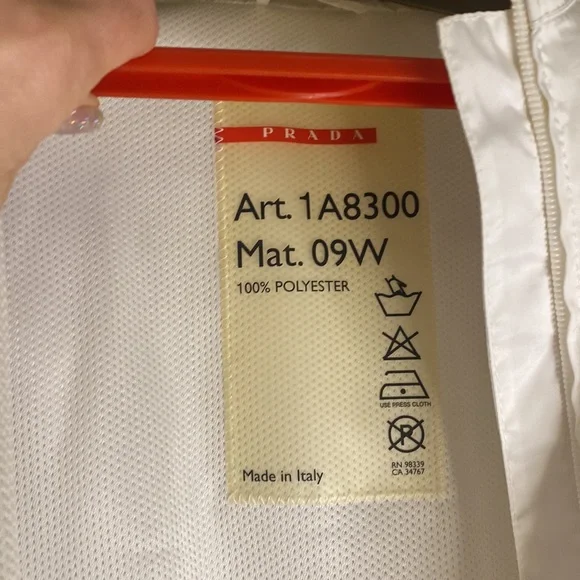 PRADA
Art. 1A8300
Mat. 09W
100% POLYESTER
USE PRESS CLOTH
P
RN 98339
CA 34767
Made in Italy